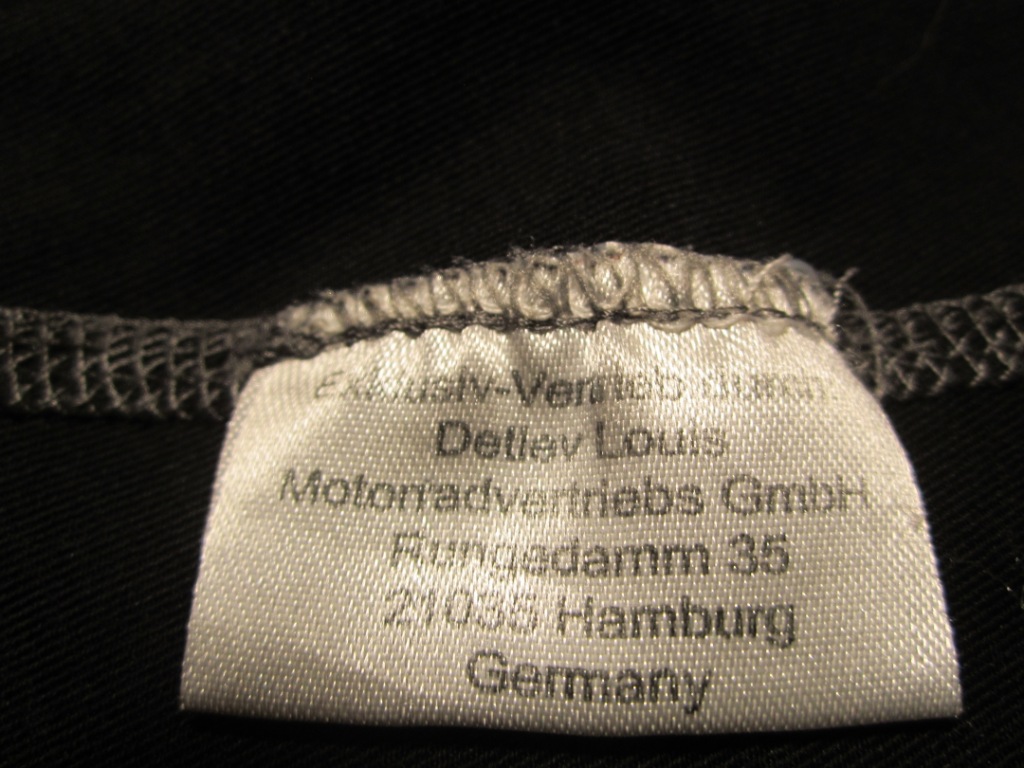 Exklusiv-Vertrieb durch:
Detlev Louis
Motorradvertriebs GmbH
Rungedamm 35
21035 Hamburg
Germany